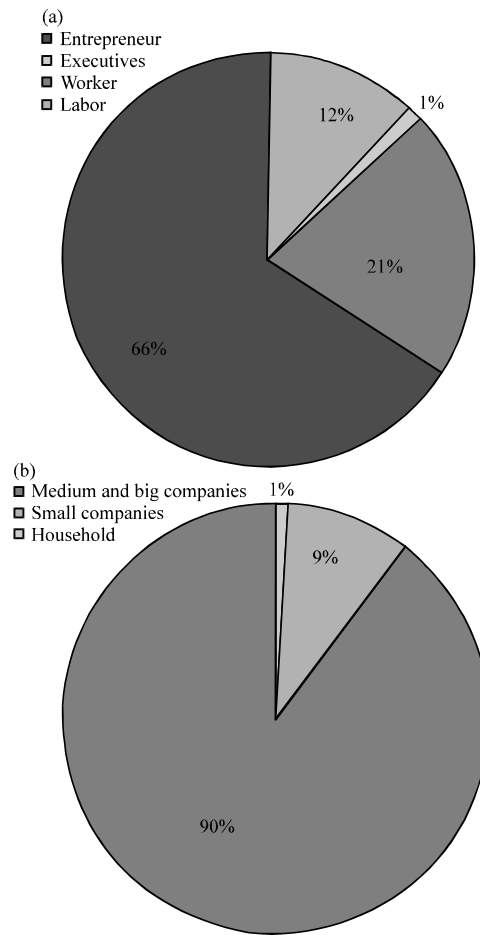 (a)
Entrepreneur
Executives
Worker
Labor
12%
1%
21%
66%
(b)
Medium and big companies
Small companies
Household
1%
9%
90%